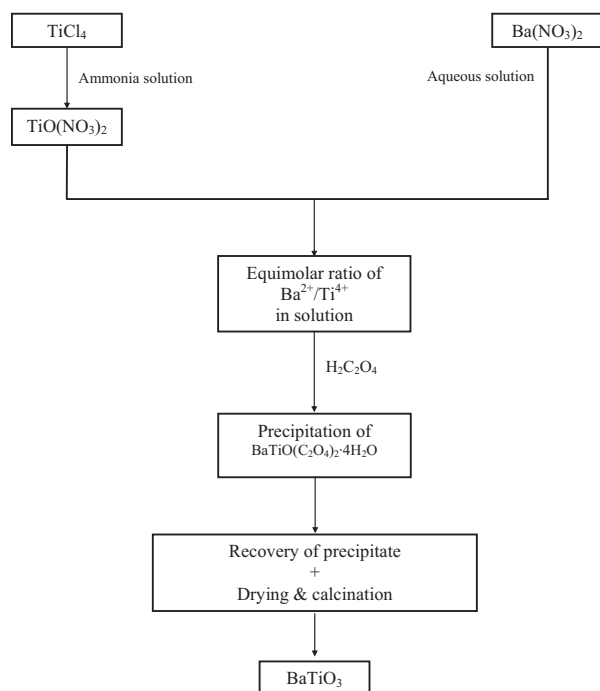 TiCl₄
Ba(NO₃)₂
Ammonia solution
Aqueous solution
TiO(NO₃)₂
Equimolar ratio of
Ba²⁺/Ti⁴⁺
in solution
H₂C₂O₄
Precipitation of
BaTiO(C₂O₄)₂·4H₂O
Recovery of precipitate
+
Drying & calcination
BaTiO₃